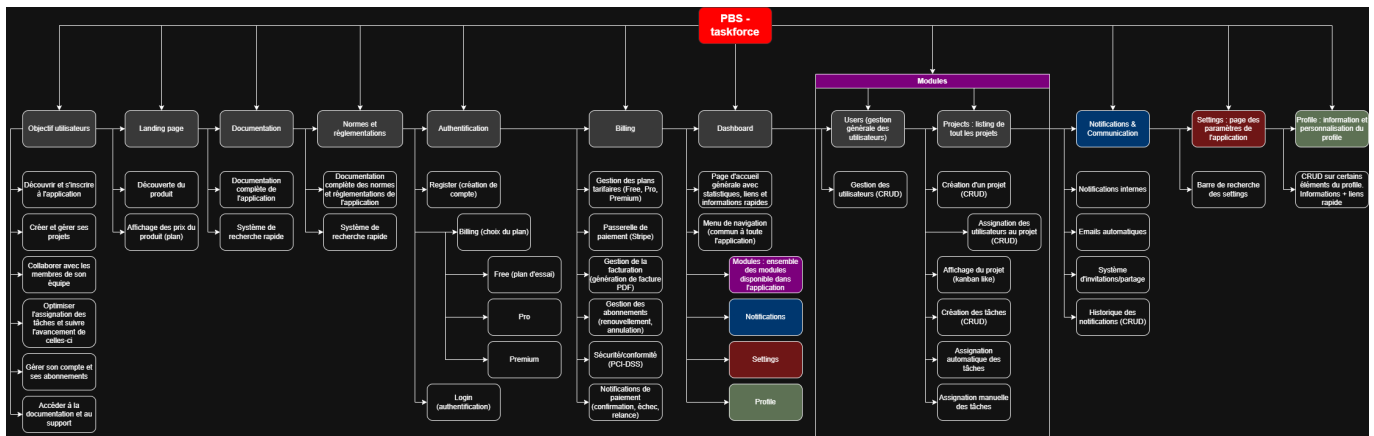 PBS -
taskforce
Modules
Objectif utilisateurs
Landing page
Documentation
Normes et
règlementations
Authentification
Billing
Dashboard
Users (gestion
générale des
utilisateurs)
Projects : listing de
tout les projets
Notifications &
Communication
Settings : page des
paramètres de
l'application
Profile : information et
personnalisation du
profile
Découvrir et s'inscrire
à l'application
Créer et gérer ses
projets
Collaborer avec les
membres de son
équipe
Optimiser
l'assignation des
tâches et suivre
l'avancement de
celles-ci
Gérer son compte et
ses abonnements
Accéder à la
documentation et au
support
Découverte du
produit
Affichage des prix du
produit (plan)
Documentation
complète de
l'application
Système de
recherche rapide
Documentation
complète des normes
et règlementations de
l'application
Système de
recherche rapide
Register (création de
compte)
Billing (choix du plan)
Free (plan d'essai)
Pro
Premium
Login
(authentification)
Gestion des plans
tarifaires (Free, Pro,
Premium)
Passerelle de
paiement (Stripe)
Gestion de la
facturation
(génération de facture
PDF)
Gestion des
abonnements
(renouvellement,
annulation)
Sécurité/conformité
(PCI-DSS)
Notifications de
paiement
(confirmation, échec,
relance)
Page d'accueil
générale avec
statistiques, liens et
informations rapides
Menu de navigation
(commun à toute
l'application)
Modules : ensemble
des modules
disponible dans
l'application
Notifications
Settings
Profile
Gestion des
utilisateurs (CRUD)
Création d'un projet
(CRUD)
Assignation des
utilisateurs au projet
(CRUD)
Affichage du projet
(kanban like)
Création des tâches
(CRUD)
Assignation
automatique des
tâches
Assignation manuelle
des tâches
Notifications internes
Emails automatiques
Système
d'invitations/partage
Historique des
notifications (CRUD)
Barre de recherche
des settings
CRUD sur certains
éléments du profile.
Informations + liens
rapide